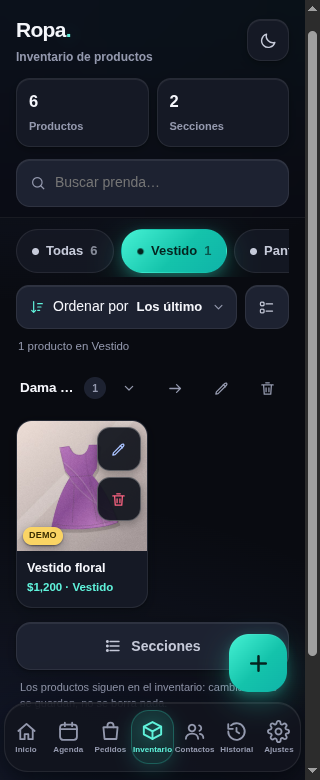 Ropa.
Inventario de productos
6
Productos
2
Secciones
Buscar prenda…
Todas 6
Vestido 1
Pan
Ordenar por Los último
1 producto en Vestido
Dama ... 1
DEMO
Vestido floral
$1,200 · Vestido
Secciones
Los productos siguen en el inventario:
Inicio
Agenda
Pedidos
Inventario
Contactos
Historial
Ajustes